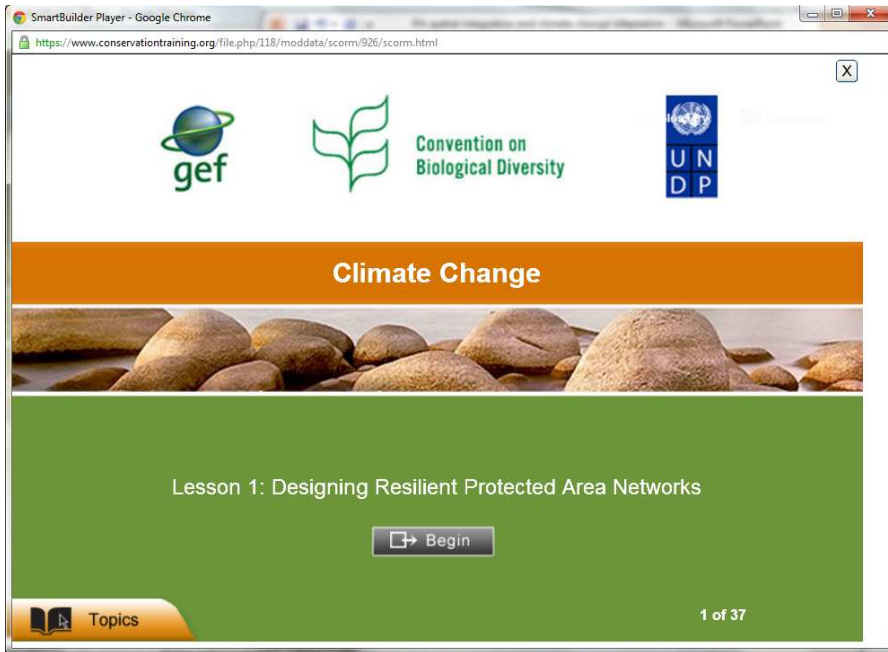 SmartBuilder Player - Google Chrome
https://www.conservationtraining.org/file.php/118/moddata/scorm/926/scorm.html
X
gef
Convention on
Biological Diversity
Glossary
U N
D P
Climate Change
Lesson 1: Designing Resilient Protected Area Networks
Begin
Topics
1 of 37